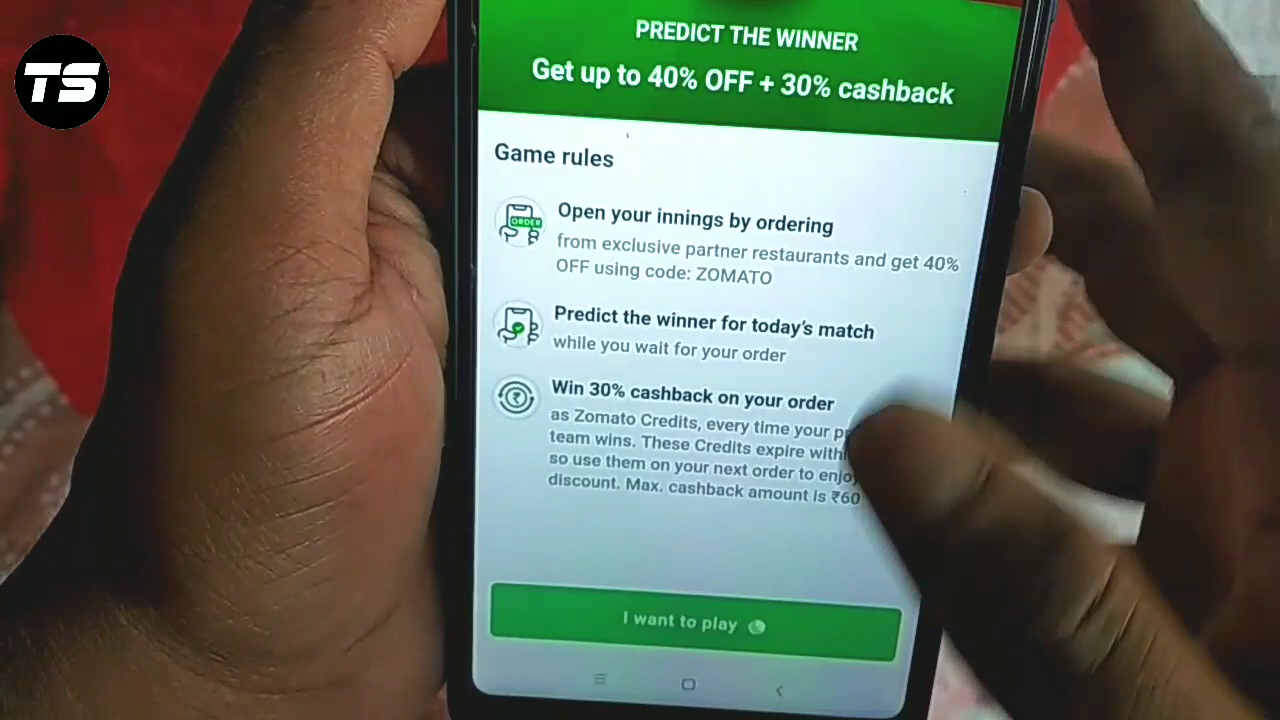 TS
PREDICT THE WINNER
Get up to 40% OFF + 30% cashback
Game rules
ORDER
Open your innings by ordering
from exclusive partner restaurants and get 40%
OFF using code: ZOMATO
Predict the winner for today's match
while you wait for your order
Win 30% cashback on your order
as Zomato Credits, every time your
team wins. These Credits expire
so use them on your next order to
discount. Max. cashback amount is ₹60
I want to play